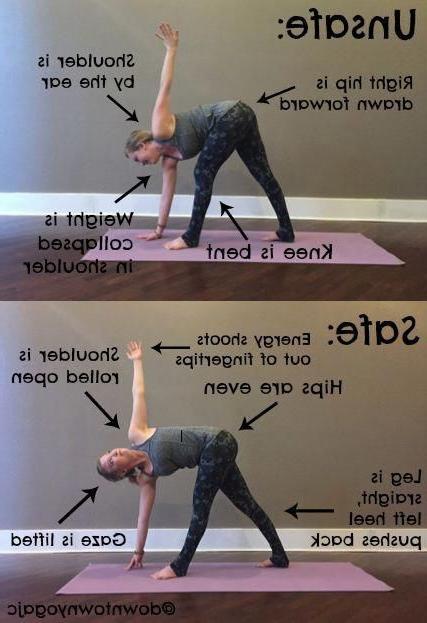 Unsafe:
Shoulder is
by the ear
Right hip is
drawn forward
Weight is
collapsed
in shoulder
Knee is bent
Safe:
Energy shoots
out of fingertips
Shoulder is
rolled open
Hips are even
Leg is
sraight,
left heel
pushes back
Gaze is lifted
@downtownyogajc